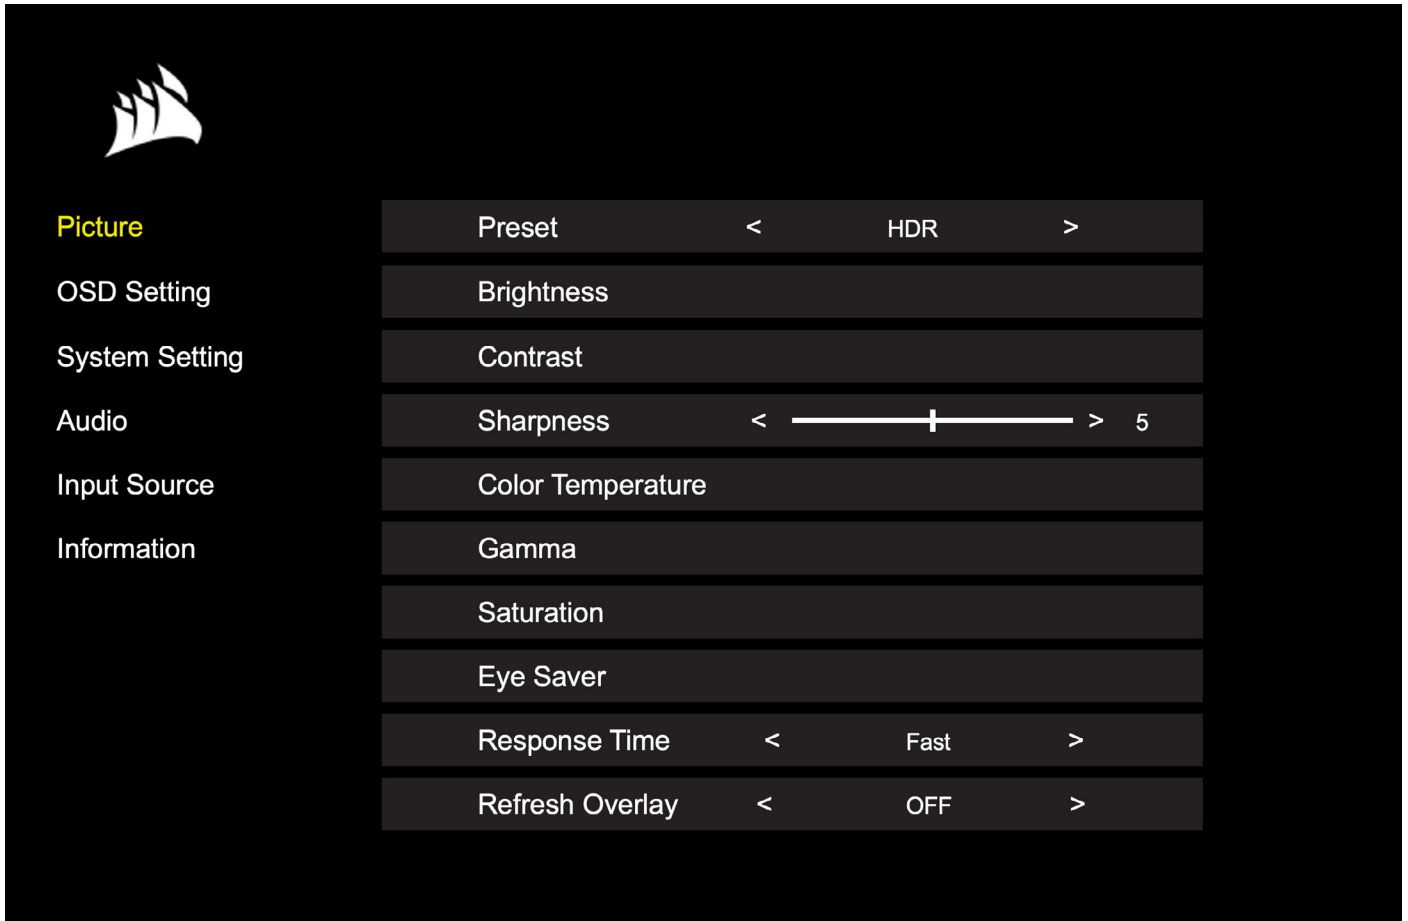 Picture
OSD Setting
System Setting
Audio
Input Source
Information
Preset < HDR >
Brightness
Contrast
Sharpness < > 5
Color Temperature
Gamma
Saturation
Eye Saver
Response Time < Fast >
Refresh Overlay < OFF >